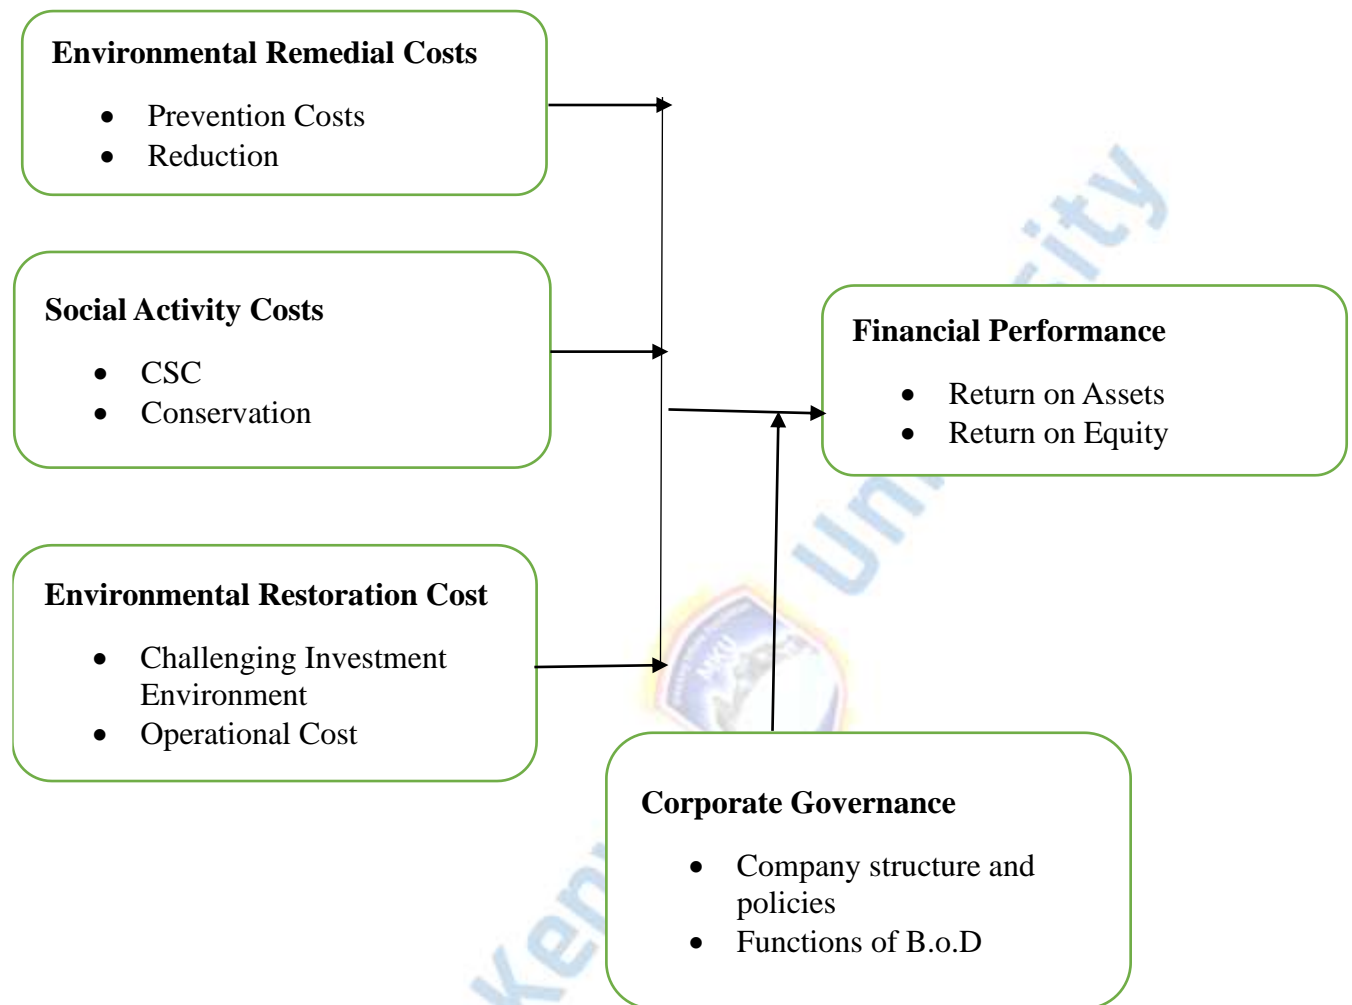 Environmental Remedial Costs
• Prevention Costs
• Reduction
Social Activity Costs
• CSC
• Conservation
Environmental Restoration Cost
• Challenging Investment
Environment
• Operational Cost
Financial Performance
• Return on Assets
• Return on Equity
Corporate Governance
• Company structure and
policies
• Functions of B.o.D
MKU